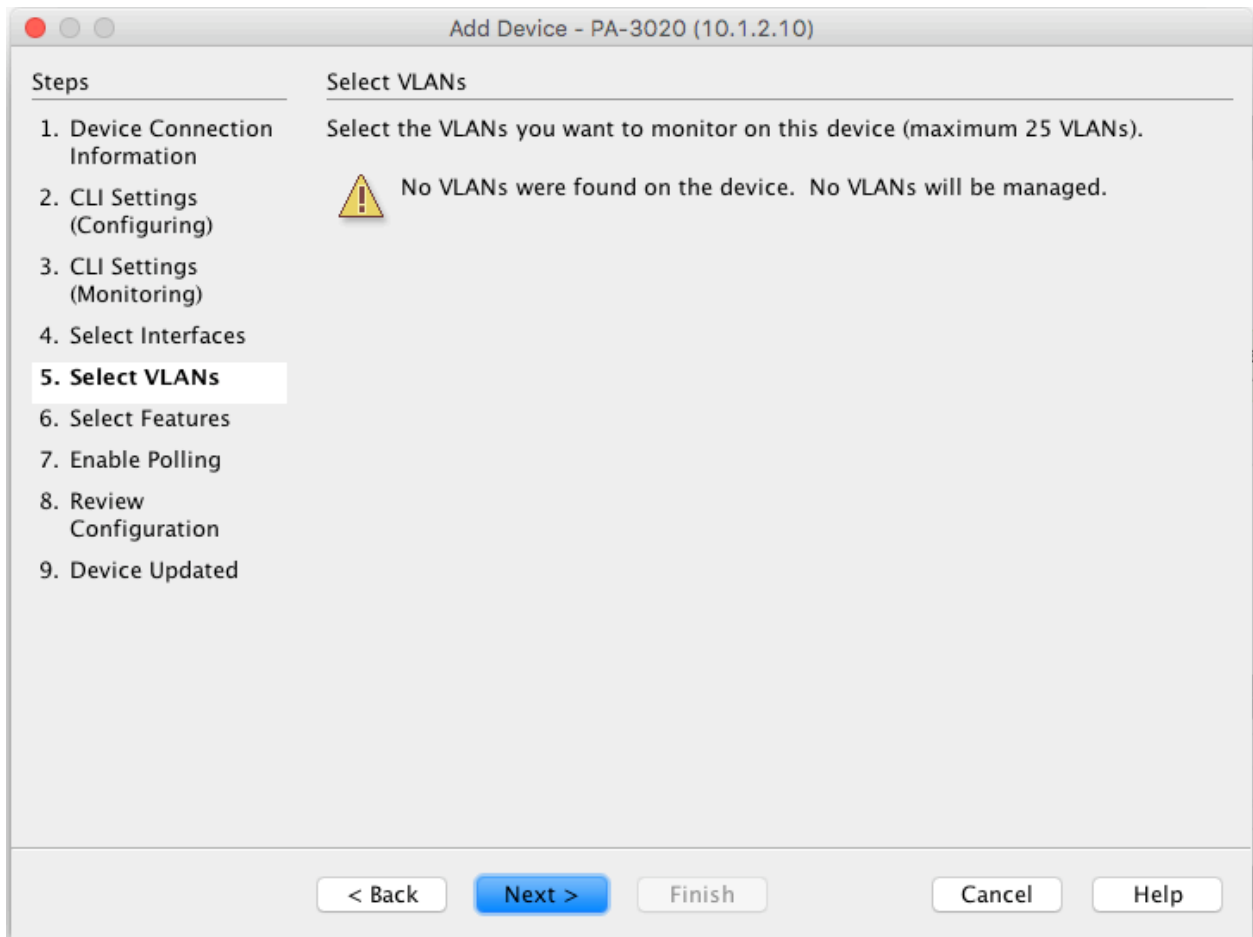 Add Device - PA-3020 (10.1.2.10)
Steps
1. Device Connection
Information
2. CLI Settings
(Configuring)
3. CLI Settings
(Monitoring)
4. Select Interfaces
5. Select VLANs
6. Select Features
7. Enable Polling
8. Review
Configuration
9. Device Updated
Select VLANs
Select the VLANs you want to monitor on this device (maximum 25 VLANs).
No VLANs were found on the device. No VLANs will be managed.
< Back
Next >
Finish
Cancel
Help